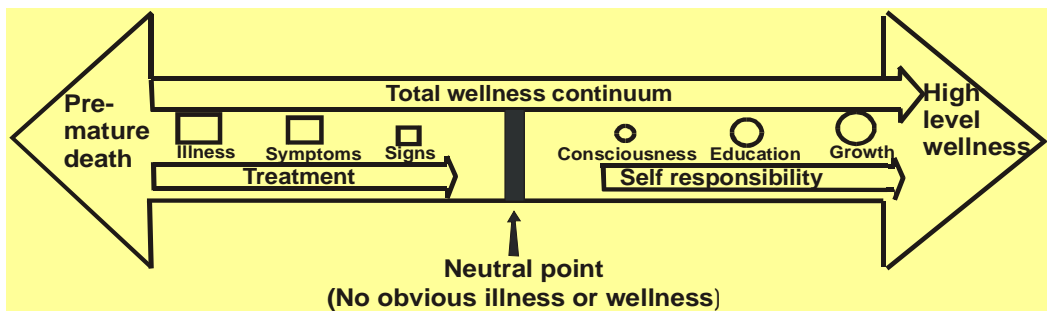 Total wellness continuum
Pre-
mature
death
High
level
wellness
Illness
Symptoms
Signs
Consciousness
Education
Growth
Treatment
Self responsibility
Neutral point
(No obvious illness or wellness)